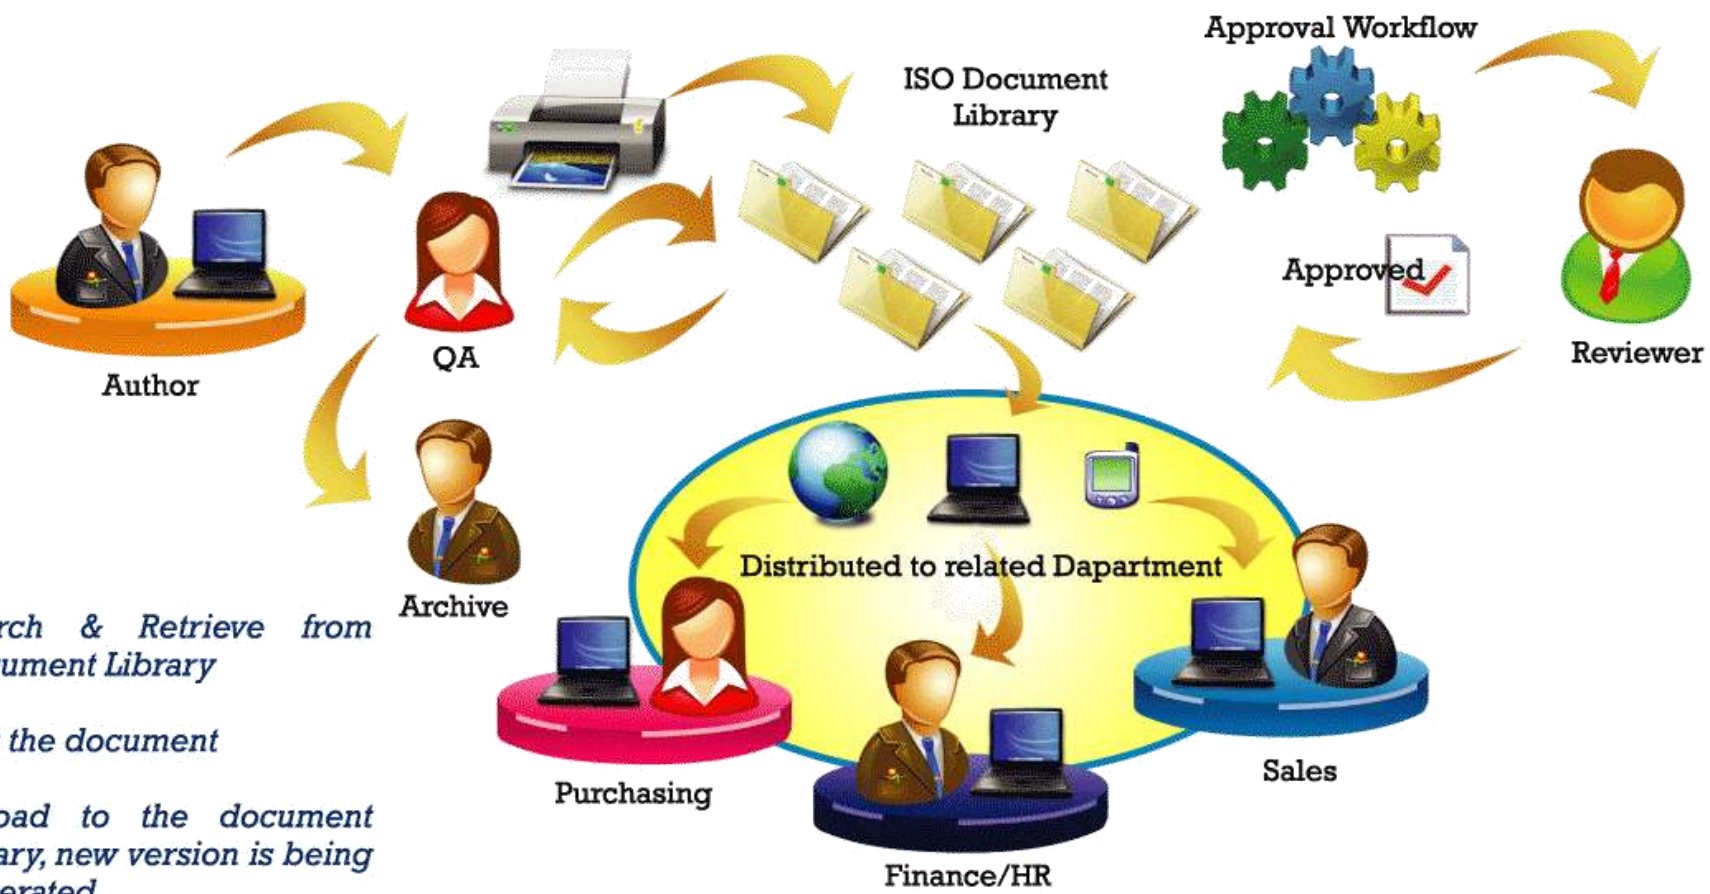 Approval Workflow
ISO Document
Library
Approved
QA
Reviewer
Author
Distributed to related Dapartment
Archive
& Retrieve from
Library
the document
to the document
new version is being
Sales
Purchasing
Finance/HR